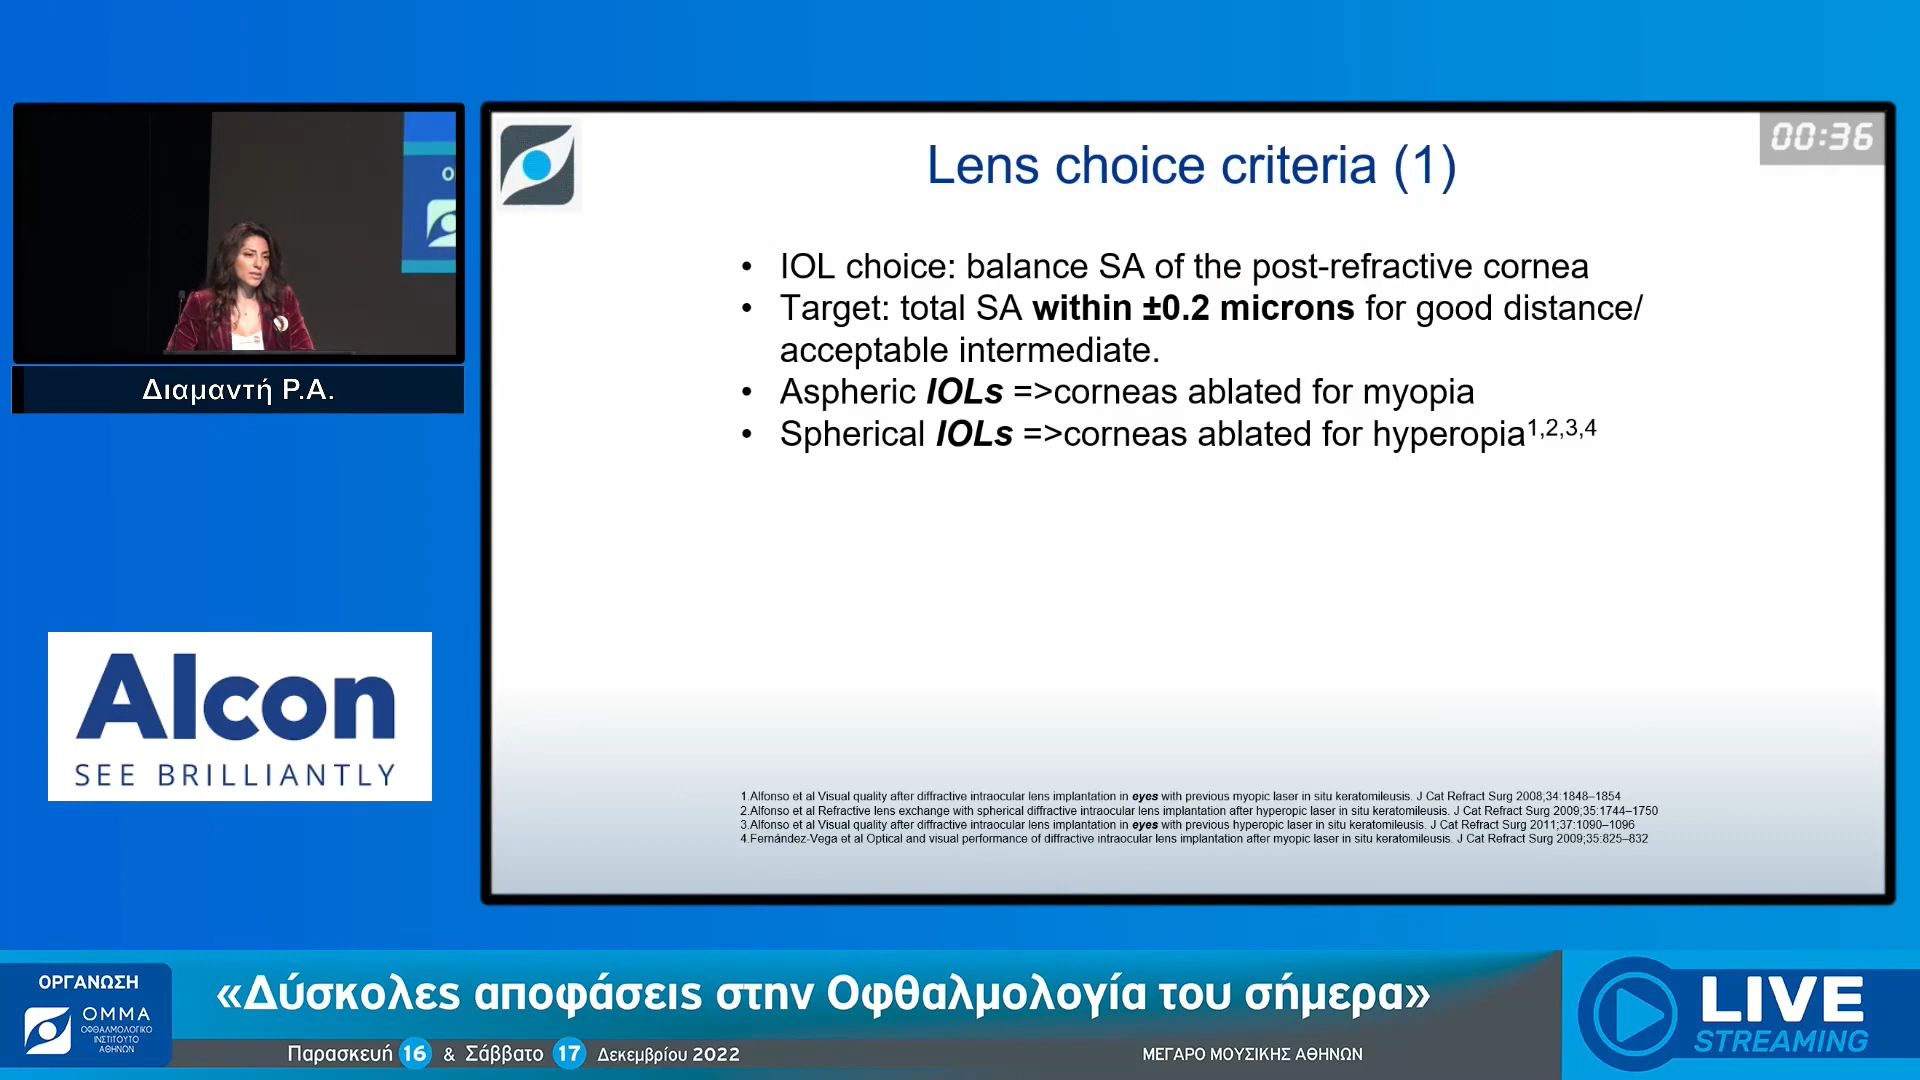 00:36
Lens choice criteria (1)
• IOL choice: balance SA of the post-refractive cornea
• Target: total SA within ±0.2 microns for good distance/
acceptable intermediate.
• Aspheric IOLs =>corneas ablated for myopia
• Spherical IOLs =>corneas ablated for hyperopia1,2,3,4
1.Alfonso et al Visual quality after diffractive intraocular lens implantation in eyes with previous myopic laser in situ keratomileusis. J Cat Refract Surg 2008;34:1848–1854
2.Alfonso et al Refractive lens exchange with spherical diffractive intraocular lens implantation after hyperopic laser in situ keratomileusis. J Cat Refract Surg 2009;35:1744–1750
3.Alfonso et al Visual quality after diffractive intraocular lens implantation in eyes with previous hyperopic laser in situ keratomileusis. J Cat Refract Surg 2011;37:1090–1096
4.Fernández-Vega et al Optical and visual performance of diffractive intraocular lens implantation after myopic laser in situ keratomileusis. J Cat Refract Surg 2009;35:825–832
Διαμαντή Ρ.Α.
Alcon
SEE BRILLIANTLY
ΟΡΓΑΝΩΣΗ
ΟΜΜΑ
ΟΦΘΑΛΜΟΛΟΓΙΚΟ
ΙΝΣΤΙΤΟΥΤΟ
ΑΘΗΝΩΝ
«Δύσκολες αποφάσεις στην Οφθαλμολογία του σήμερα»
Παρασκευή 16 & Σάββατο 17 Δεκεμβρίου 2022
ΜΕΓΑΡΟ ΜΟΥΣΙΚΗΣ ΑΘΗΝΩΝ
LIVE
STREAMING